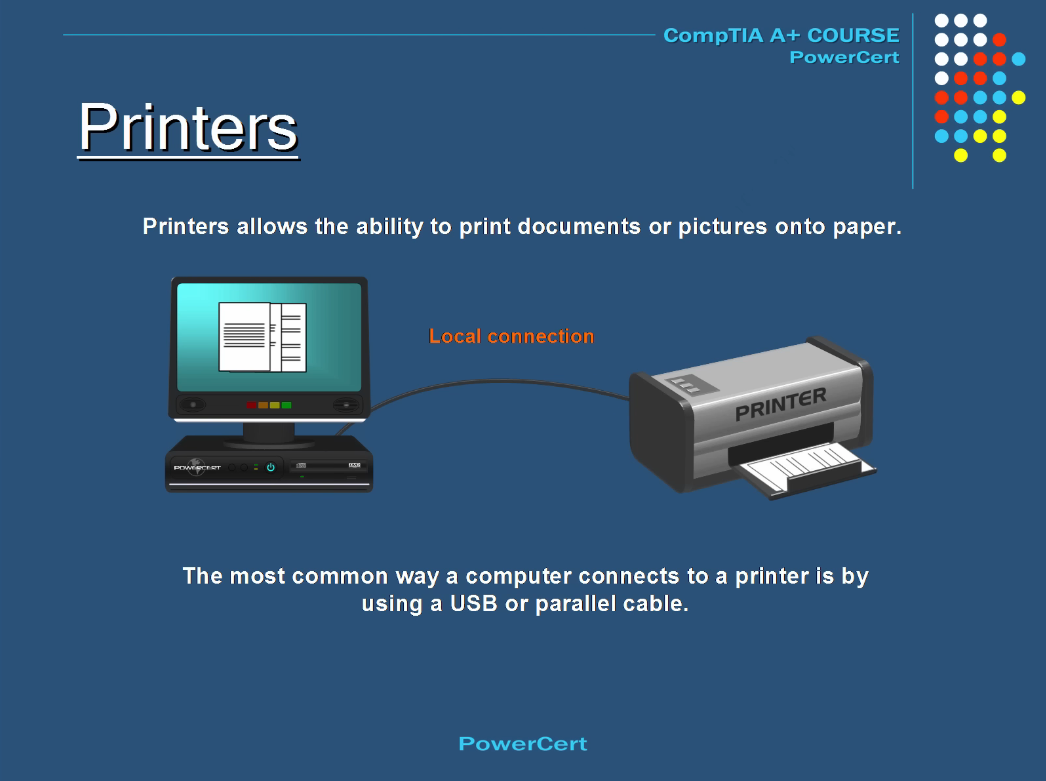 CompTIA A+ COURSE
PowerCert
Printers
Printers allows the ability to print documents or pictures onto paper.
Local connection
PRINTER
POWERCERT
The most common way a computer connects to a printer is by
using a USB or parallel cable.
PowerCert